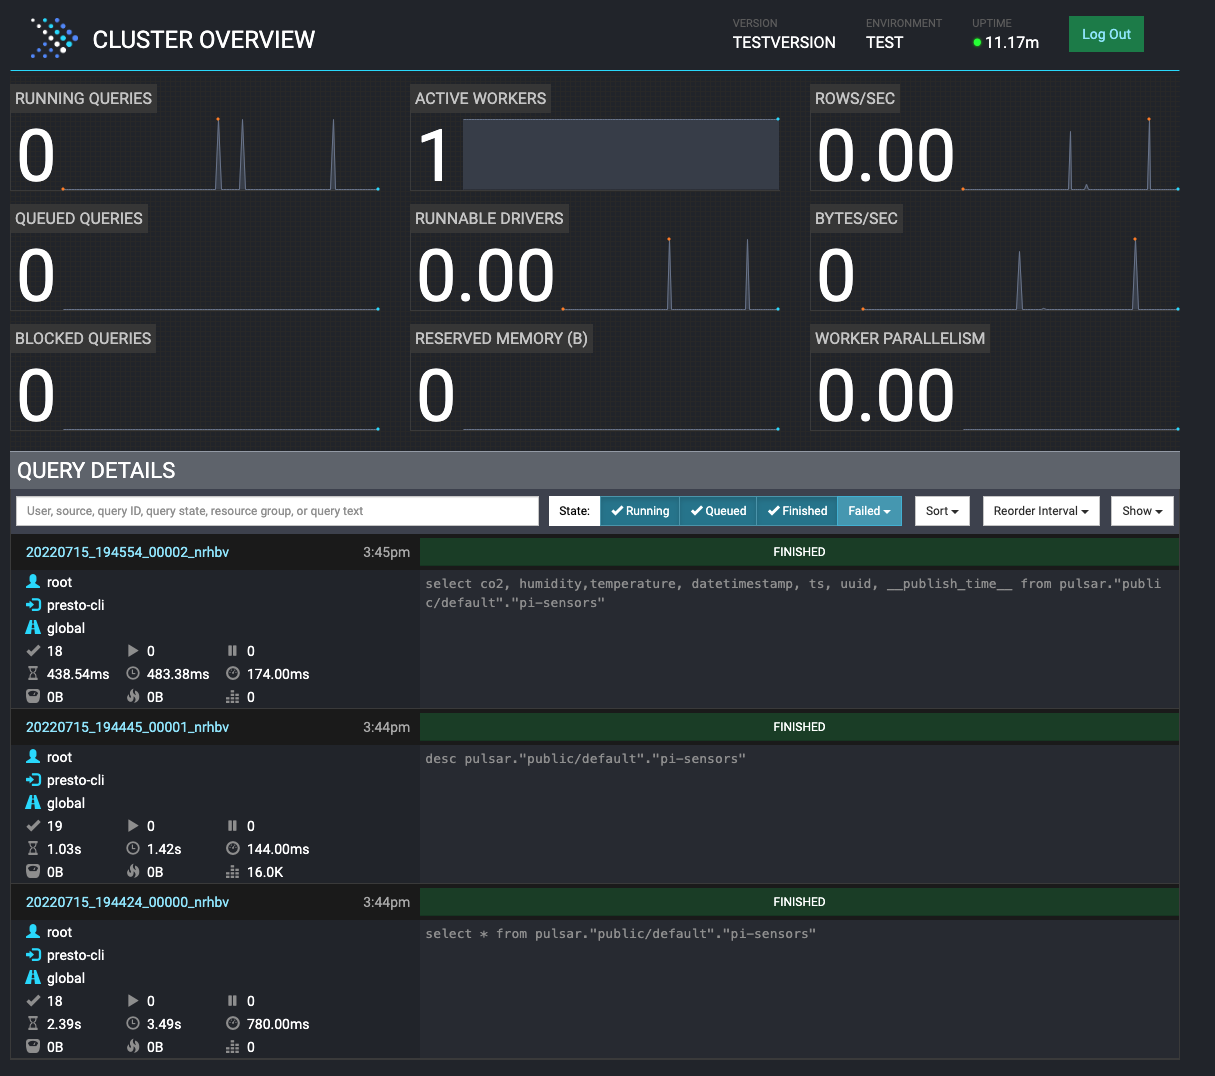 CLUSTER OVERVIEW
VERSION
TESTVERSION
ENVIRONMENT
TEST
UPTIME
11.17m
Log Out
RUNNING QUERIES
0
ACTIVE WORKERS
1
ROWS/SEC
0.00
QUEUED QUERIES
0
RUNNABLE DRIVERS
0.00
BYTES/SEC
0
BLOCKED QUERIES
0
RESERVED MEMORY (B)
0
WORKER PARALLELISM
0.00
QUERY DETAILS
User, source, query ID, query state, resource group, or query text
State: Running Queued Finished Failed
Sort
Reorder Interval
Show
20220715_194554_00002_nrhbv 3:45pm
FINISHED
root
presto-cli
global
18 0 0
438.54ms 483.38ms 174.00ms
0B 0B 0
select co2, humidity,temperature, datetimestamp, ts, uuid, __publish_time__ from pulsar."publi
c/default"."pi-sensors"
20220715_194445_00001_nrhbv 3:44pm
FINISHED
root
presto-cli
global
19 0 0
1.03s 1.42s 144.00ms
0B 0B 16.0K
desc pulsar."public/default"."pi-sensors"
20220715_194424_00000_nrhbv 3:44pm
FINISHED
root
presto-cli
global
18 0 0
2.39s 3.49s 780.00ms
0B 0B 0
select * from pulsar."public/default"."pi-sensors"